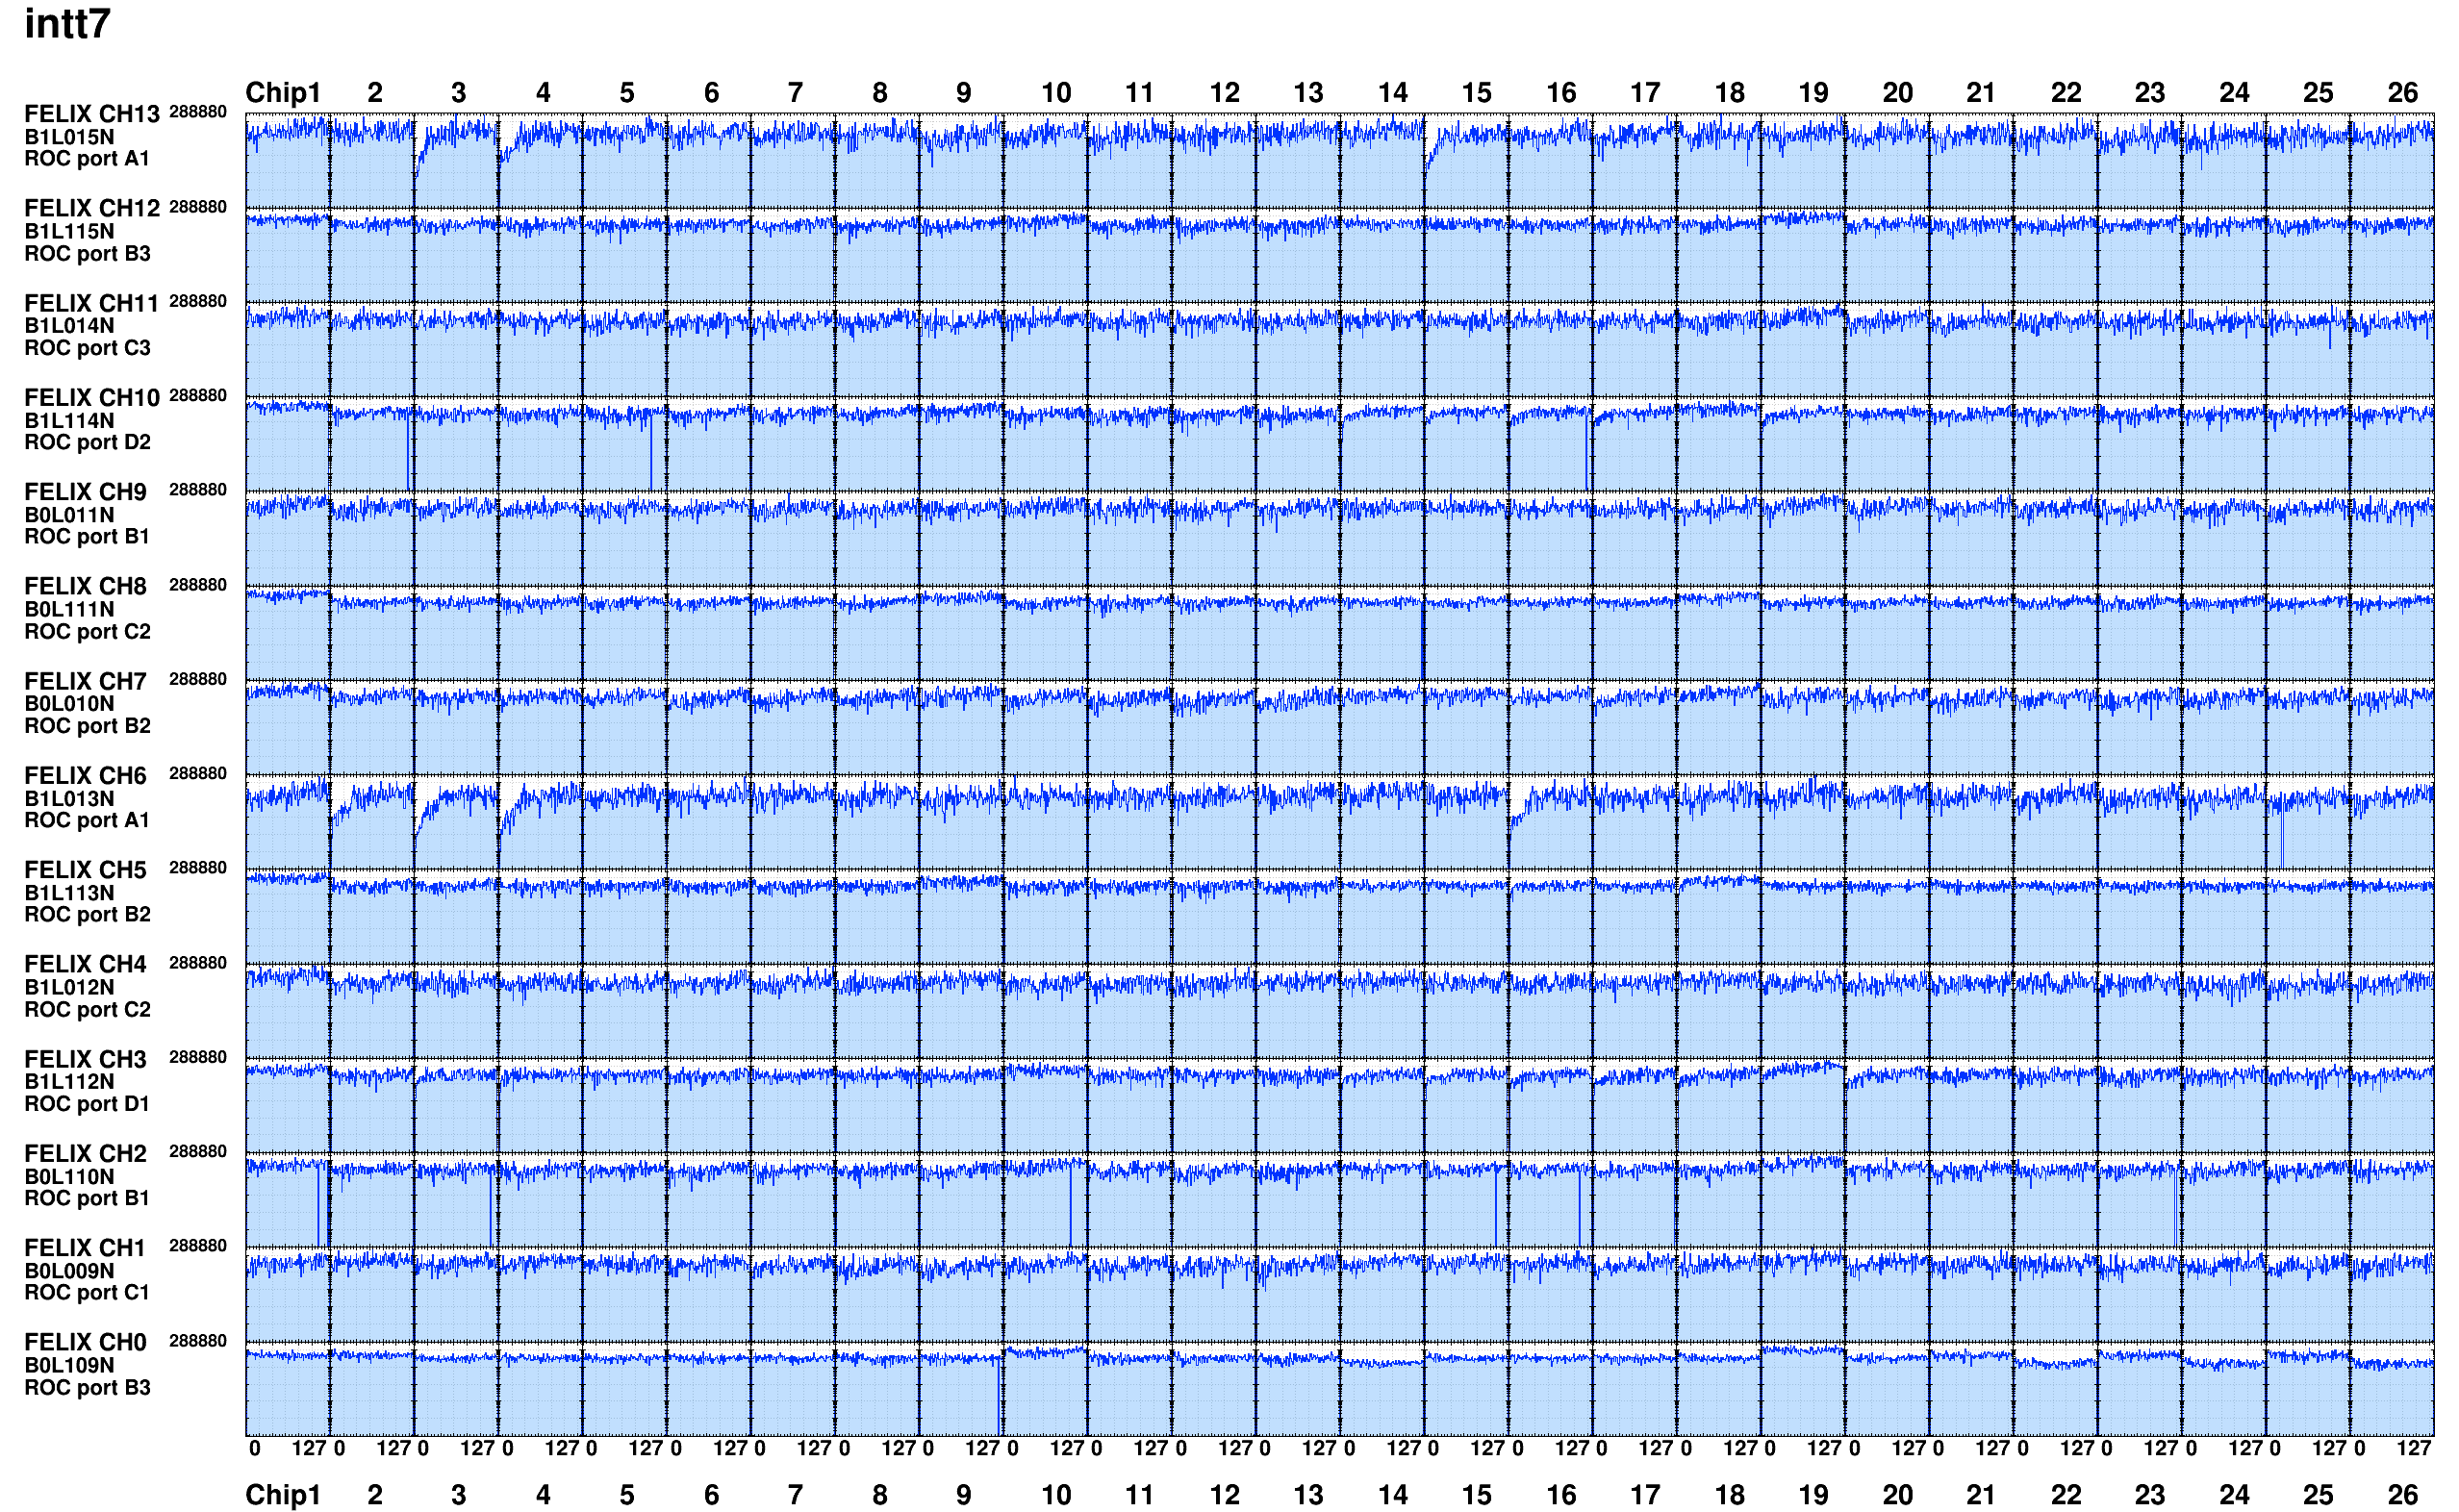 intt7
Chip1 2 3 4 5 6 7 8 9 10 11 12 13 14 15 16 17 18 19 20 21 22 23 24 25 26
FELIX CH13 288880
B1L015N
ROC port A1
FELIX CH12 288880
B1L115N
ROC port B3
FELIX CH11 288880
B1L014N
ROC port C3
FELIX CH10 288880
B1L114N
ROC port D2
FELIX CH9 288880
B0L011N
ROC port B1
FELIX CH8 288880
B0L111N
ROC port C2
FELIX CH7 288880
B0L010N
ROC port B2
FELIX CH6 288880
B1L013N
ROC port A1
FELIX CH5 288880
B1L113N
ROC port B2
FELIX CH4 288880
B1L012N
ROC port C2
FELIX CH3 288880
B1L112N
ROC port D1
FELIX CH2 288880
B0L110N
ROC port B1
FELIX CH1 288880
B0L009N
ROC port C1
FELIX CH0 288880
B0L109N
ROC port B3
0 127 0 127 0 127 0 127 0 127 0 127 0 127 0 127 0 127 0 127 0 127 0 127 0 127 0 127 0 127 0 127 0 127 0 127 0 127 0 127 0 127 0 127 0 127 0 127 0 127 0 127
Chip1 2 3 4 5 6 7 8 9 10 11 12 13 14 15 16 17 18 19 20 21 22 23 24 25 26